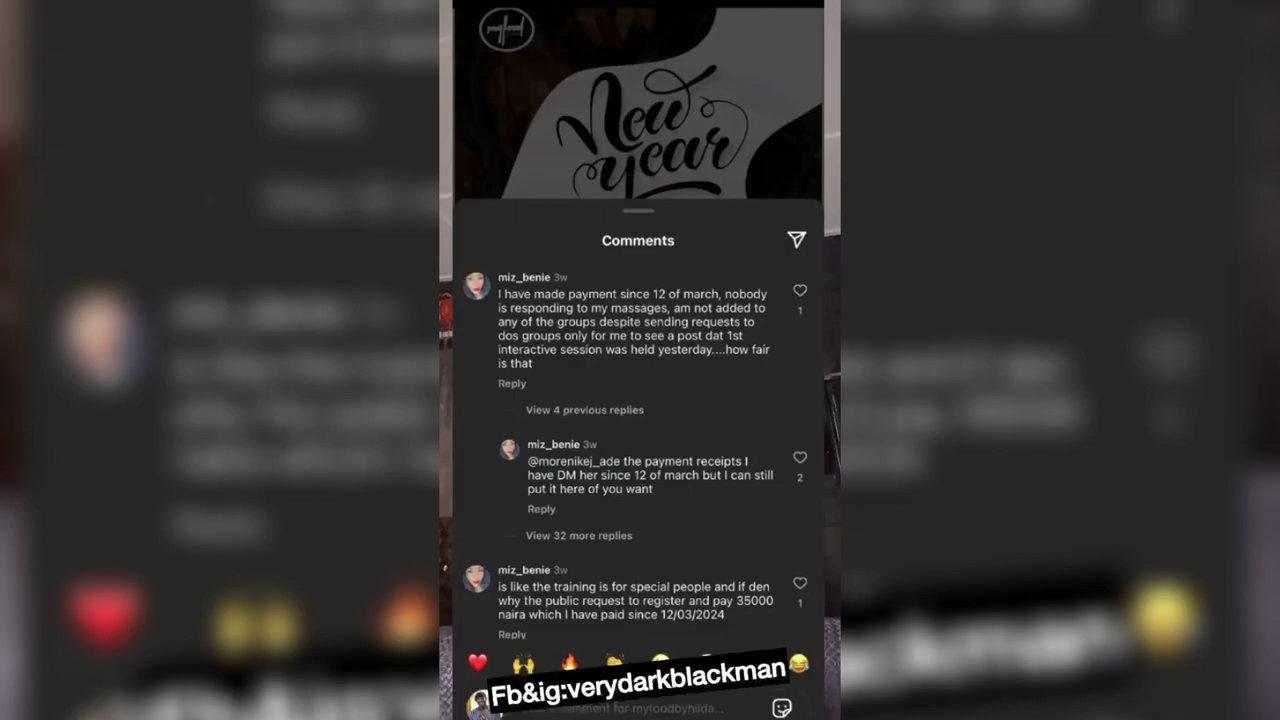 myfood
New
year
Comments
miz_benie 3w
I have made payment since 12 of march, nobody
is responding to my massages, am not added to
any of the groups despite sending requests to
dos groups only for me to see a post dat 1st
interactive session was held yesterday....how fair
is that
1
Reply
View 4 previous replies
miz_benie 3w
@morenikej_ade the payment receipts I
have DM her since 12 of march but I can still
put it here of you want
2
Reply
View 32 more replies
miz_benie 3w
is like the training is for special people and if den
why the public request to register and pay 35000
naira which I have paid since 12/03/2024
1
Reply
Fb&ig:verydarkblackman
comment for myfoodbyhilda...